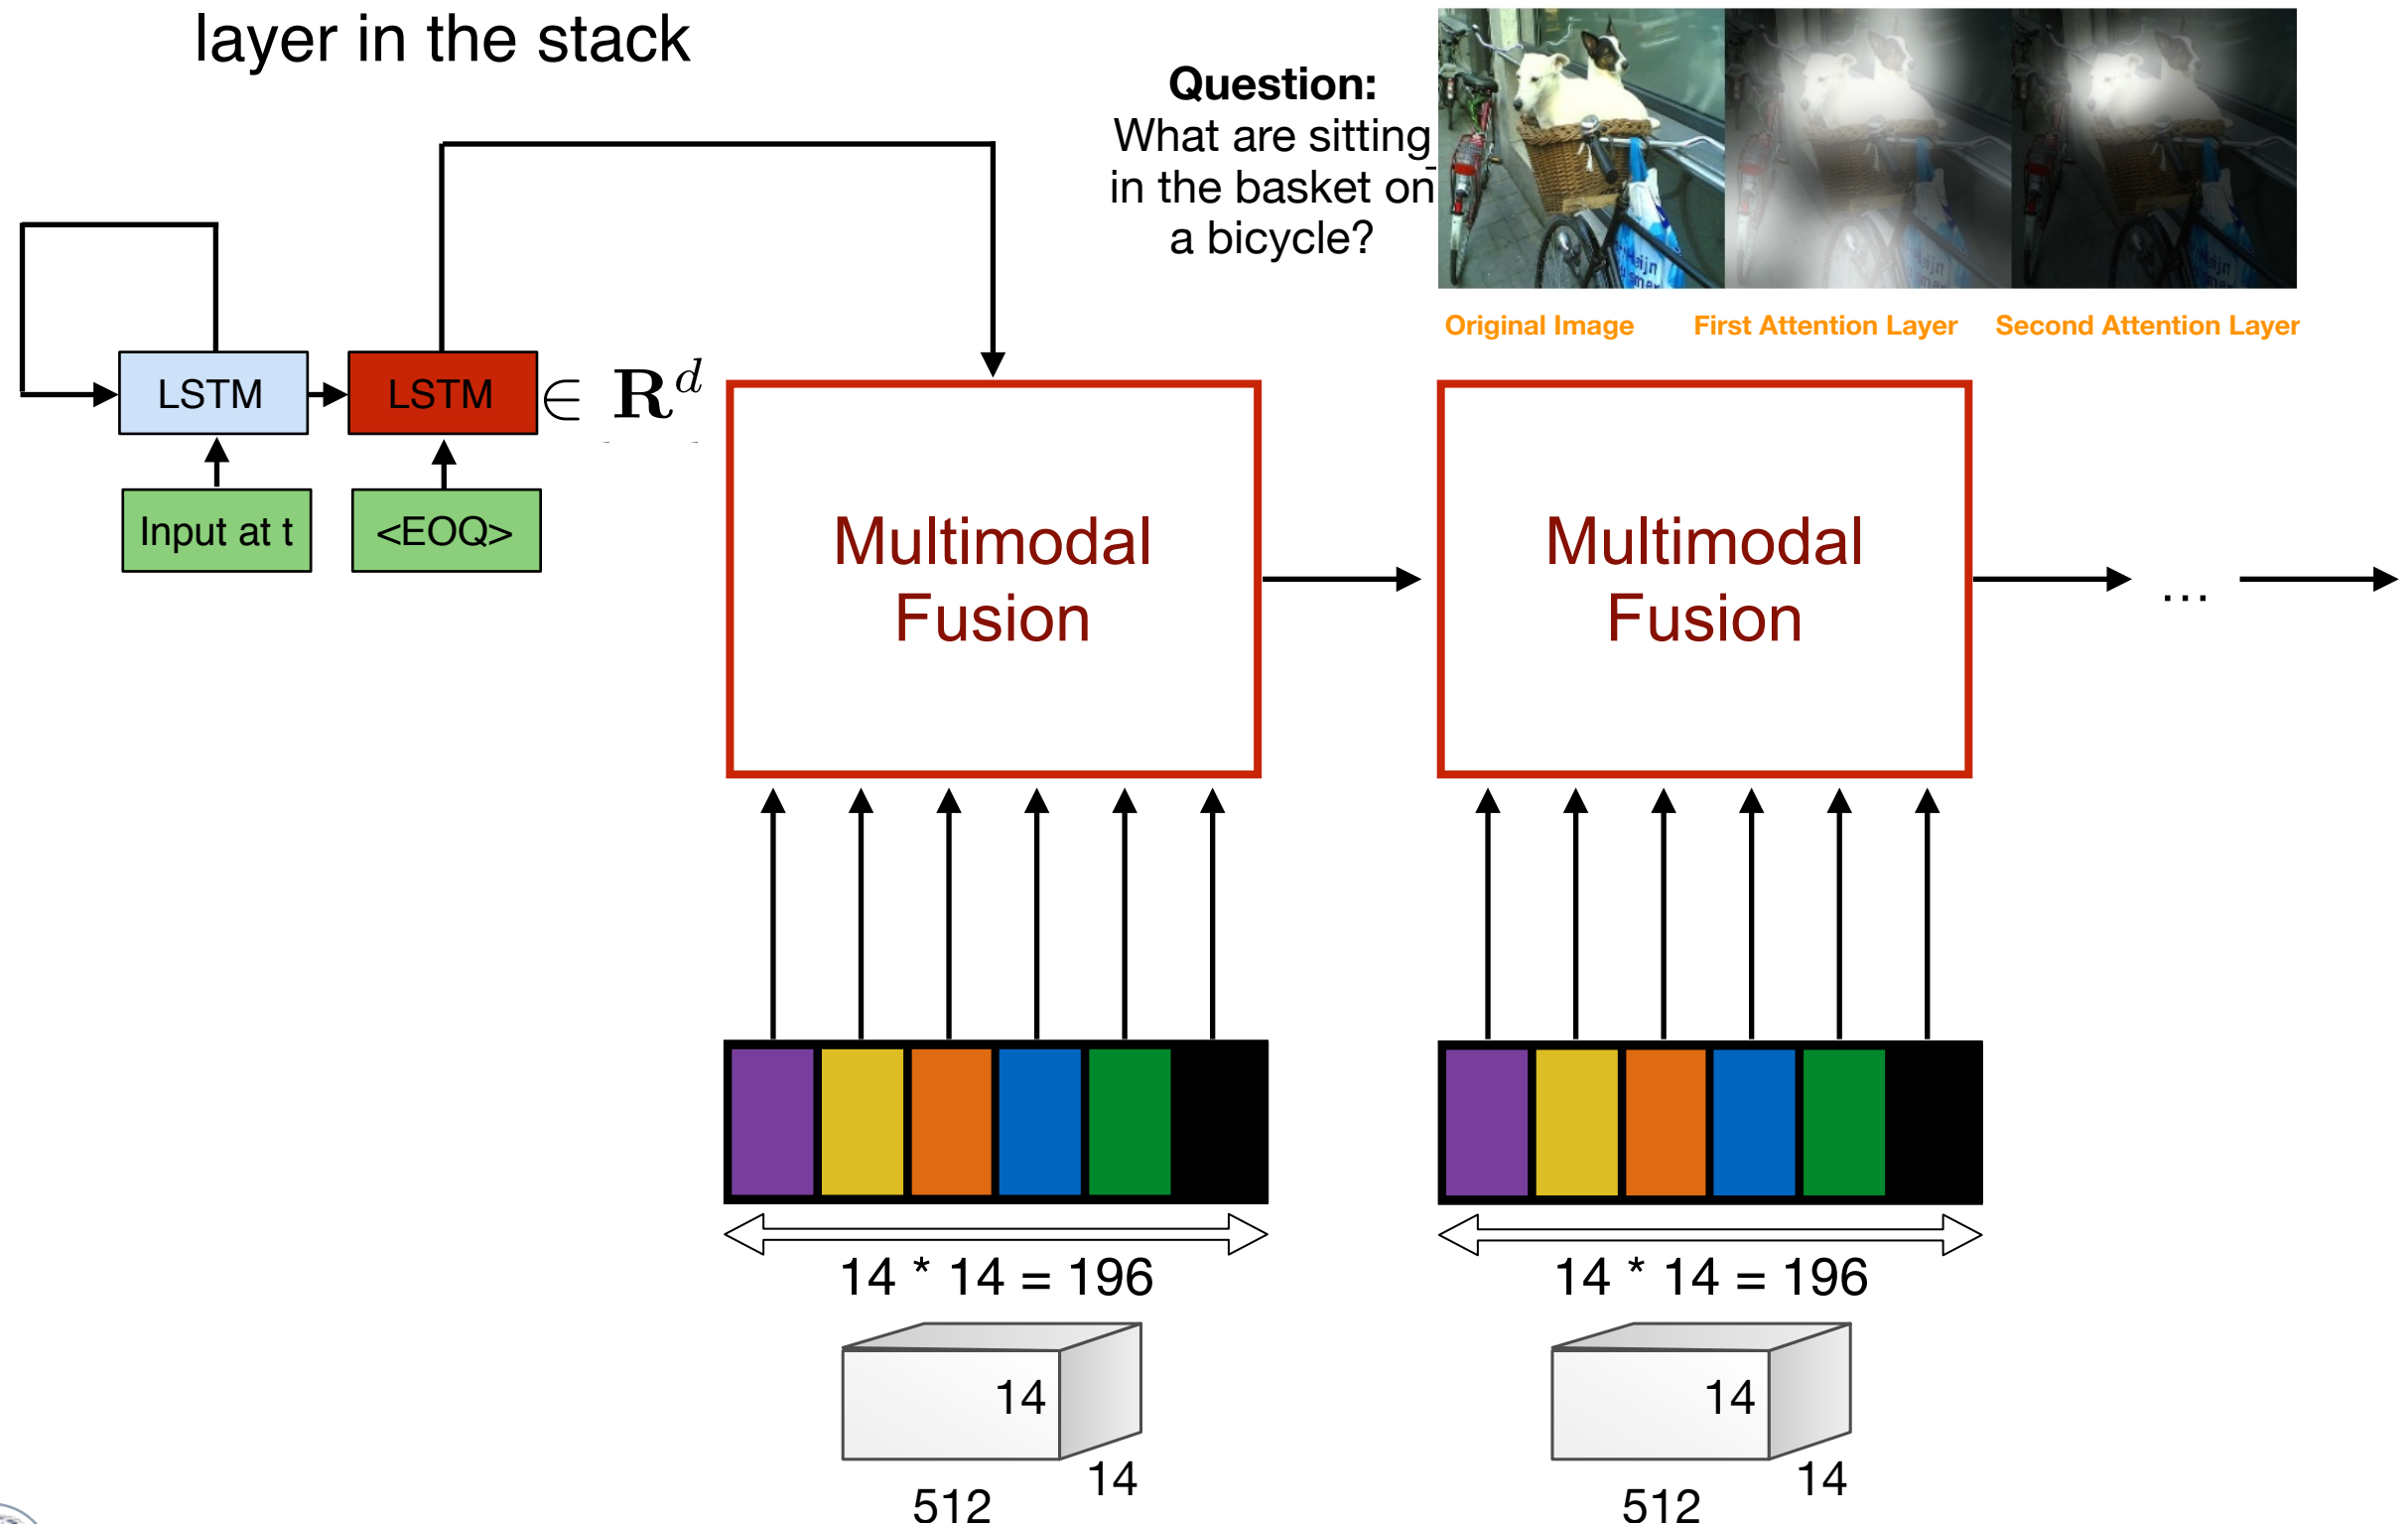 layer in the stack
Question:
What are sitting
in the basket on
a bicycle?
Original Image
First Attention Layer
Second Attention Layer
LSTM
LSTM
∈ R^d
Input at t
<EOQ>
Multimodal
Fusion
Multimodal
Fusion
...
14 * 14 = 196
14 * 14 = 196
14
14
512
14
14
512